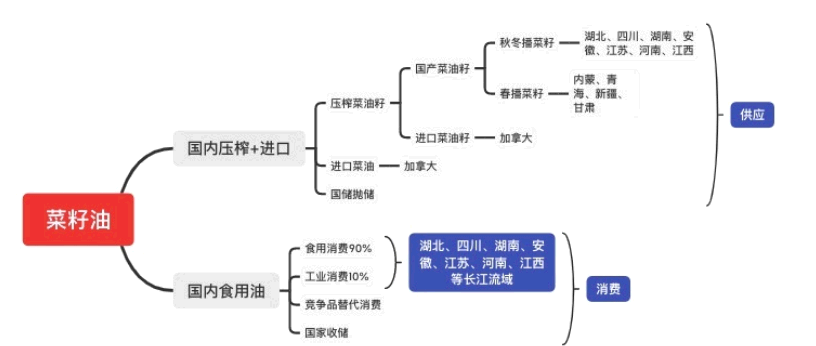 菜籽油
国内压榨+进口
压榨菜油籽
国产菜油籽
秋冬播菜籽
湖北、四川、湖南、安
徽、江苏、河南、江西
春播菜籽
内蒙、青
海、新疆、
甘肃
进口菜油籽
加拿大
进口菜油
加拿大
国储抛储
供应
国内食用油
食用消费90%
工业消费10%
湖北、四川、湖南、安
徽、江苏、河南、江西
等长江流域
竞争品替代消费
国家收储
消费